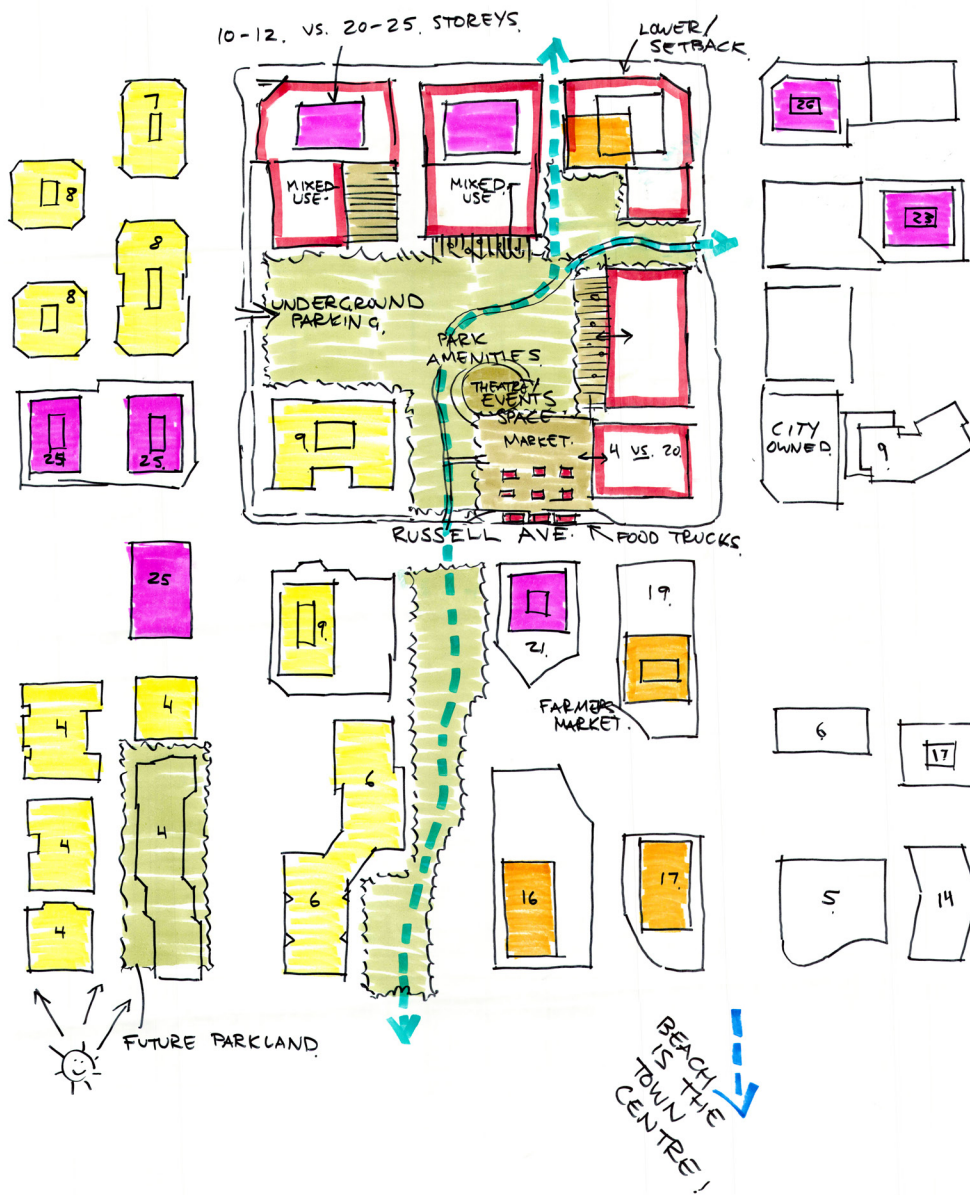 10-12. VS. 20-25. STOREYS.
LOWER/
SETBACK
7
8
8
8
26
23
MIXED
USE
MIXED
USE
UNDERGROUND
PARKING
PARK
AMENITIES
THEATRE/
EVENTS
SPACE
MARKET.
4 VS. 20
9
25
25
CITY
OWNED
9
RUSSELL AVE.
FOOD TRUCKS
25
9
21.
19.
FARMERS
MARKET.
4
4
4
4
4
6
6
16
17
6
17
5
14
FUTURE PARKLAND
BEACH
IS THE
TOWN
CENTRE!